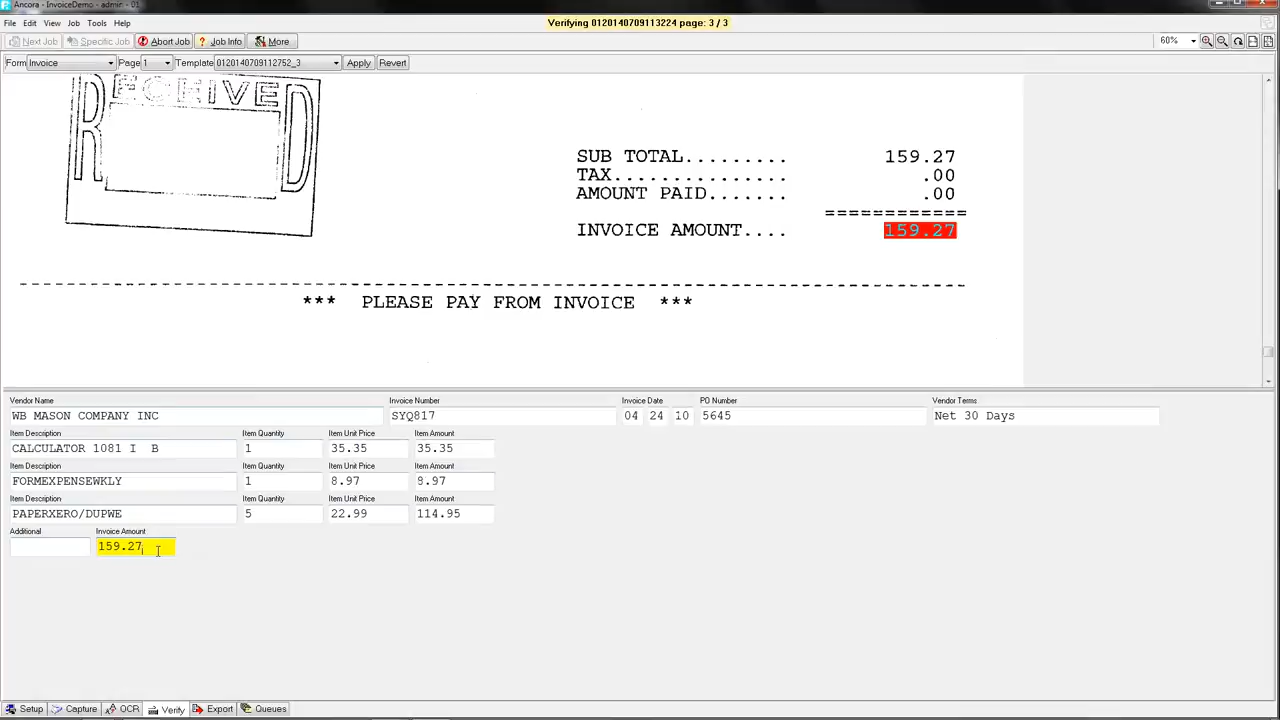 Ancora - InvoiceDemo - admin - 01
File Edit View Job Tools Help
Verifying 0120140709113224 page: 3 / 3
Next Job Specific Job Abort Job Job Info More
60%
Form Invoice Page 1 Template 0120140709112752_3 Apply Revert
RECEIVED
SUB TOTAL......... 159.27
TAX............... .00
AMOUNT PAID....... .00
============
INVOICE AMOUNT.... 159.27
*** PLEASE PAY FROM INVOICE ***
Vendor Name Invoice Number Invoice Date PO Number Vendor Terms
WB MASON COMPANY INC SYQ817 04 24 10 5645 Net 30 Days
Item Description Item Quantity Item Unit Price Item Amount
CALCULATOR 1081 I B 1 35.35 35.35
Item Description Item Quantity Item Unit Price Item Amount
FORMEXPENSEWKLY 1 8.97 8.97
Item Description Item Quantity Item Unit Price Item Amount
PAPERXERO/DUPWE 5 22.99 114.95
Additional Invoice Amount
159.27
Setup Capture OCR Verify Export Queues